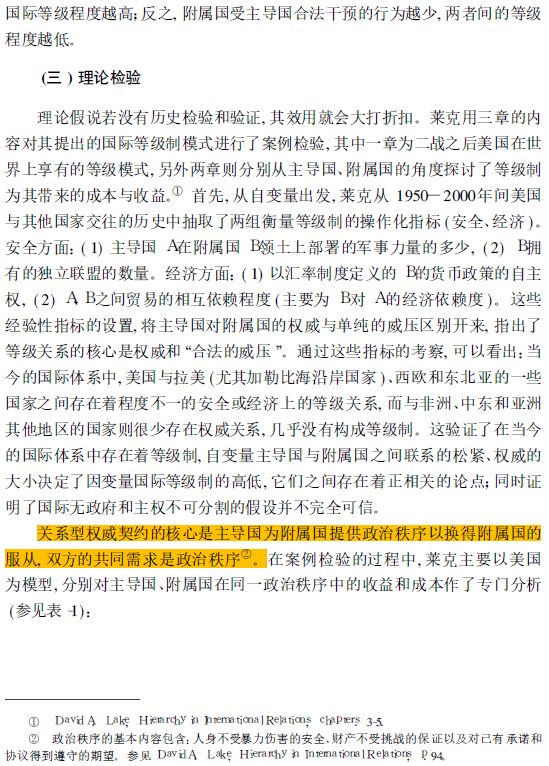 国际等级程度越高；反之，附属国受主导国合法干预的行为越少，两者间的等级
程度越低。
(三) 理论检验
理论假说若没有历史检验和验证，其效用就会大打折扣。莱克用三章的内
容对其提出的国际等级制模式进行了案例检验，其中一章为二战之后美国在世
界上享有的等级模式，另外两章则分别从主导国、附属国的角度探讨了等级制
为其带来的成本与收益。① 首先，从自变量出发，莱克从 1950—2000年间美国
与其他国家交往的历史中抽取了两组衡量等级制的操作化指标 (安全、经济)。
安全方面：(1) 主导国 A在附属国 B领土上部署的军事力量的多少，(2) B拥
有的独立联盟的数量。经济方面：(1) 以汇率制度定义的 B的货币政策的自主
权，(2) A B之间贸易的相互依赖程度 (主要为 B对 A的经济依赖度)。这些
经验性指标的设置，将主导国对附属国的权威与单纯的威压区别开来，指出了
等级关系的核心是权威和“合法的威压”。通过这些指标的考察，可以看出：当
今的国际体系中，美国与拉美 (尤其加勒比海沿岸国家)、西欧和东北亚的一些
国家之间存在着程度不一的安全或经济上的等级关系，而与非洲、中东和亚洲
其他地区的国家则很少存在权威关系，几乎没有构成等级制。这验证了在当今
的国际体系中存在着等级制，自变量主导国与附属国之间联系的松紧、权威的
大小决定了因变量国际等级制的高低，它们之间存在着正相关的论点；同时证
明了国际无政府和主权不可分割的假设并不完全可信。
关系型权威契约的核心是主导国为附属国提供政治秩序以换得附属国的
服从，双方的共同需求是政治秩序②。在案例检验的过程中，莱克主要以美国
为模型，分别对主导国、附属国在同一政治秩序中的收益和成本作了专门分析
(参见表 -1)：
① David A. Lake, Hierarchy in International Relations, chapters, 3-5.
② 政治秩序的基本内容包含：人身不受暴力伤害的安全、财产不受挑战的保证以及对已有承诺和
协议得到遵守的期望。参见 David A. Lake, Hierarchy in International Relations, P. 94.